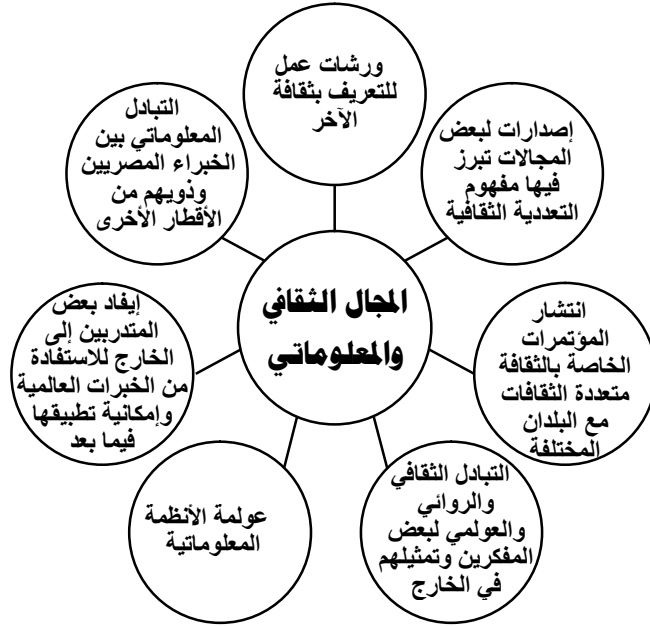 ورشات عمل
للتعريف بثقافة
الآخر
إصدارات لبعض
المجالات تبرز
فيها مفهوم
التعددية الثقافية
انتشار
المؤتمرات
الخاصة بالثقافة
متعددة الثقافات
مع البلدان
المختلفة
التبادل الثقافي
والروائي
والعولمي لبعض
المفكرين وتمثيلهم
في الخارج
عولمة الأنظمة
المعلوماتية
إيفاد بعض
المتدربين إلى
الخارج للاستفادة
من الخبرات العالمية
وإمكانية تطبيقها
فيما بعد
التبادل
المعلوماتي بين
الخبراء المصريين
وذويهم من
الأقطار الأخرى
المجال الثقافي
والمعلوماتي